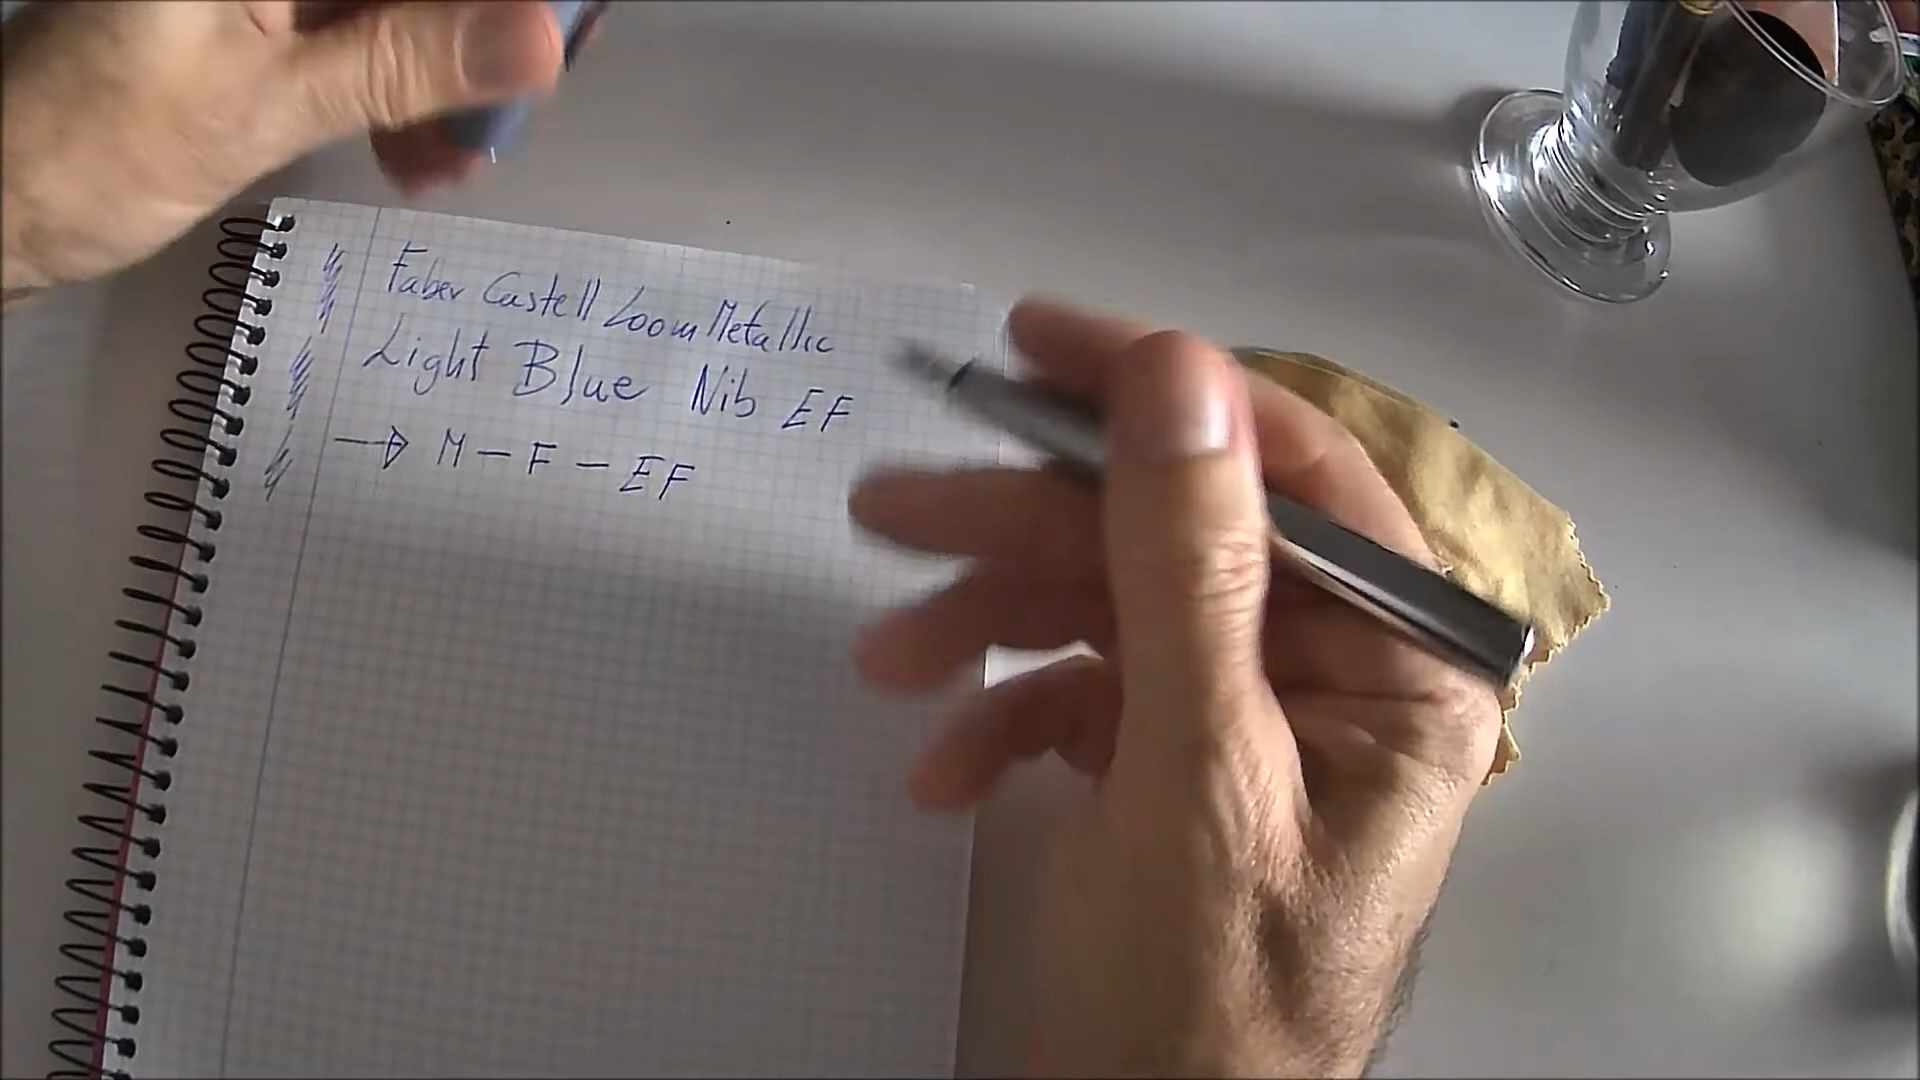 Faber Castell Loom Metallic
Light Blue Nib EF
→ M - F - EF